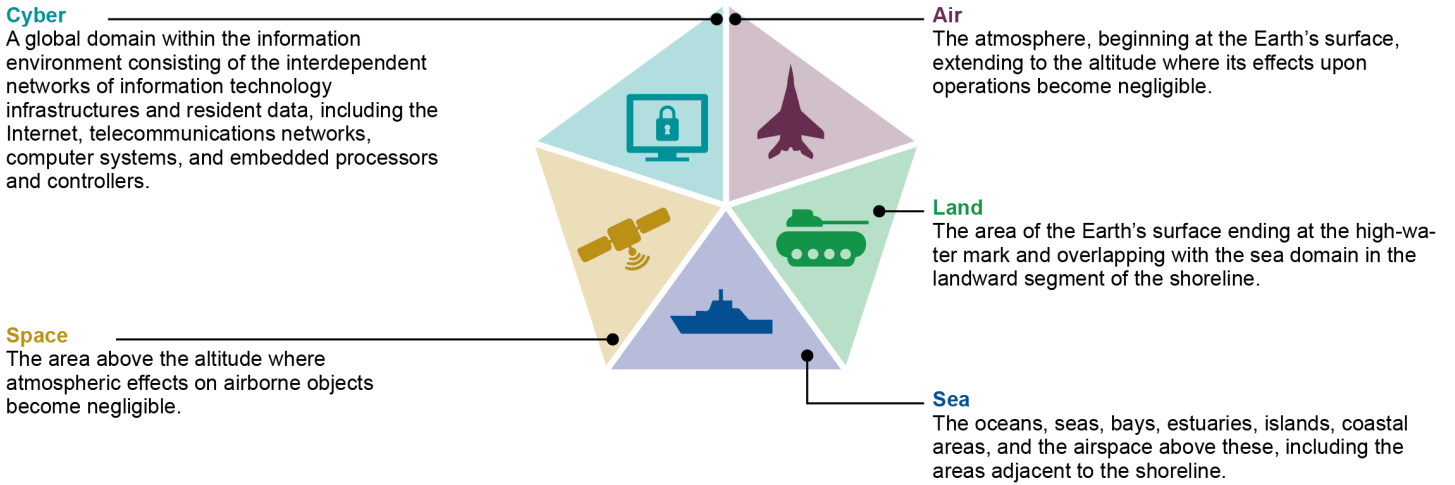 Cyber
A global domain within the information
environment consisting of the interdependent
networks of information technology
infrastructures and resident data, including the
Internet, telecommunications networks,
computer systems, and embedded processors
and controllers.
Air
The atmosphere, beginning at the Earth’s surface,
extending to the altitude where its effects upon
operations become negligible.
Land
The area of the Earth’s surface ending at the high-wa-
ter mark and overlapping with the sea domain in the
landward segment of the shoreline.
Space
The area above the altitude where
atmospheric effects on airborne objects
become negligible.
Sea
The oceans, seas, bays, estuaries, islands, coastal
areas, and the airspace above these, including the
areas adjacent to the shoreline.